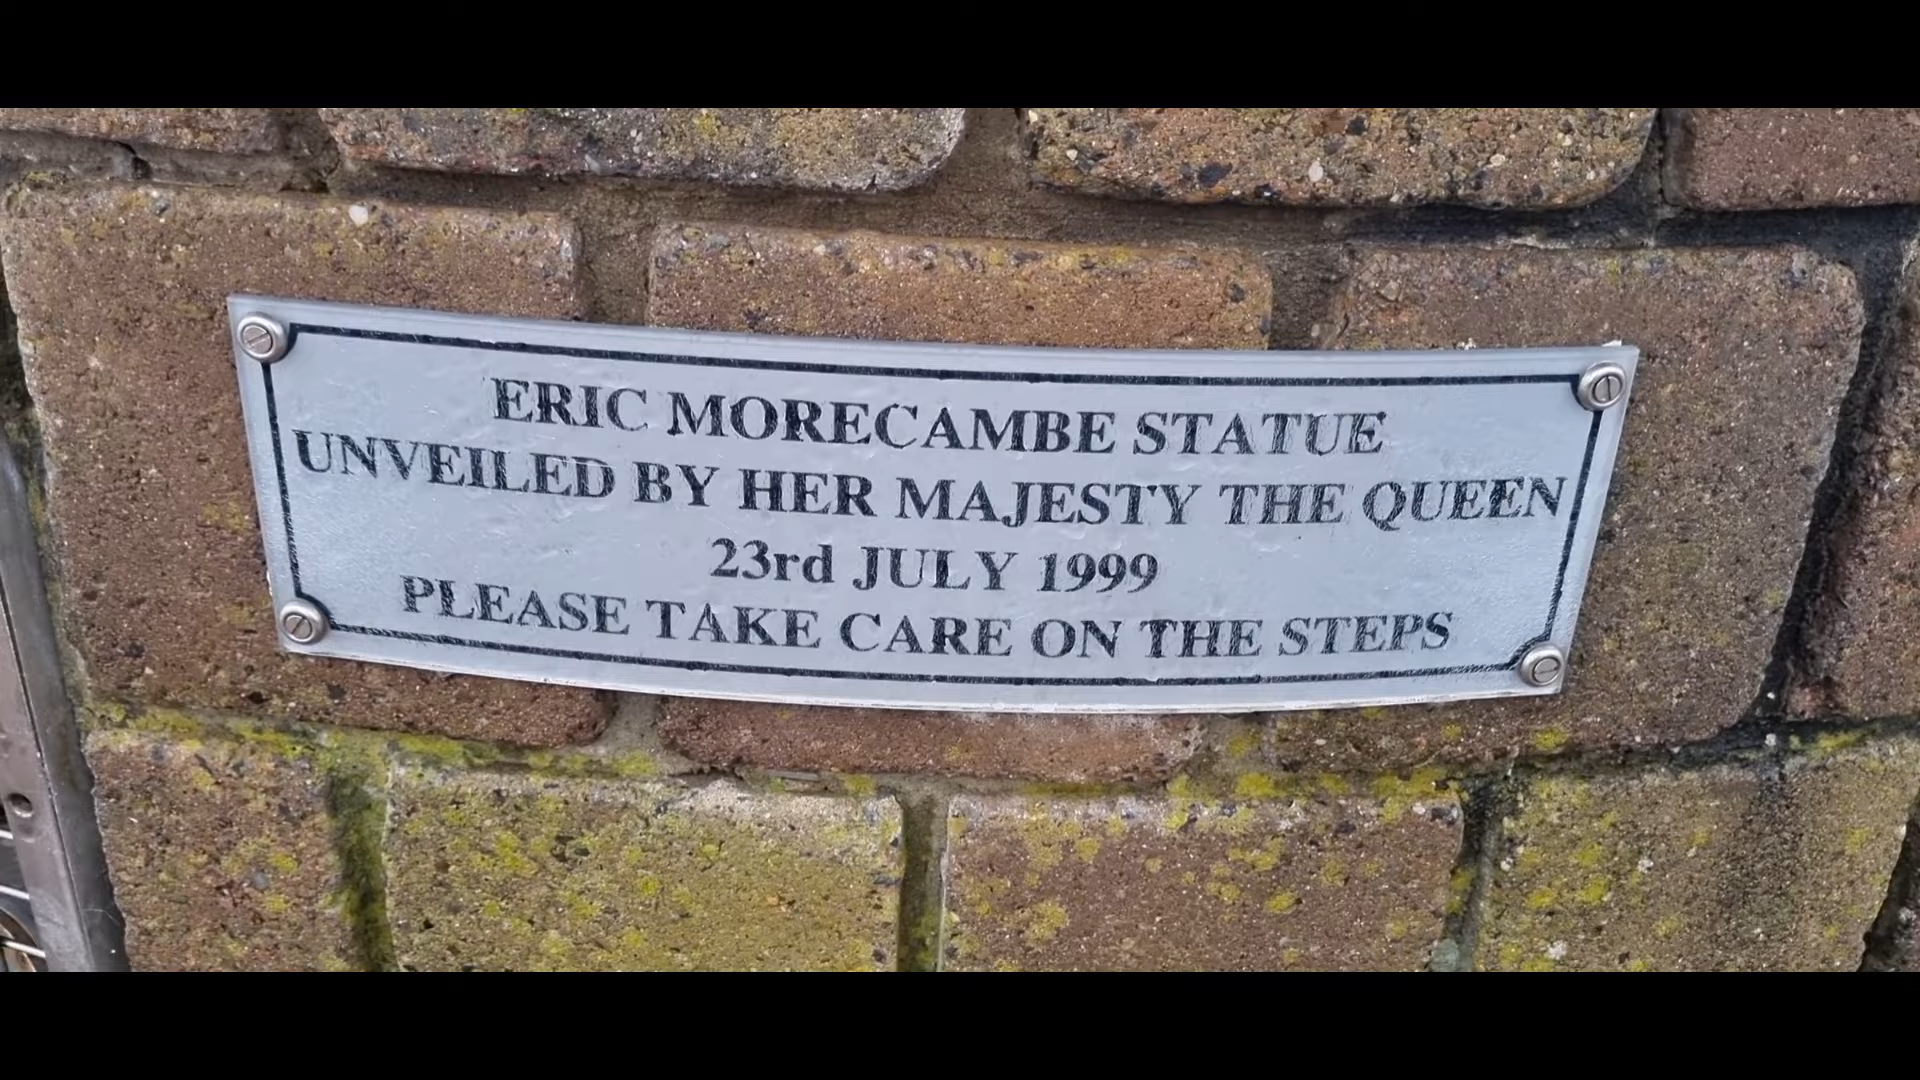 ERIC MORECAMBE STATUE
UNVEILED BY HER MAJESTY THE QUEEN
23rd JULY 1999
PLEASE TAKE CARE ON THE STEPS